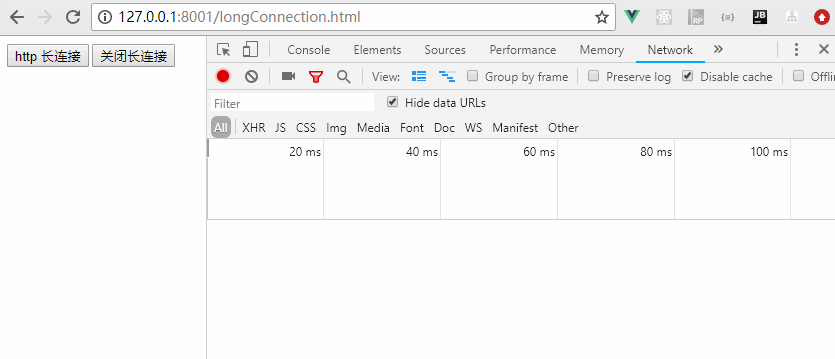 127.0.0.1:8001/longConnection.html
http 长连接 关闭长连接
Console Elements Sources Performance Memory Network »
View: Group by frame Preserve log Disable cache Offli
Filter Hide data URLs
All XHR JS CSS Img Media Font Doc WS Manifest Other
20 ms 40 ms 60 ms 80 ms 100 ms